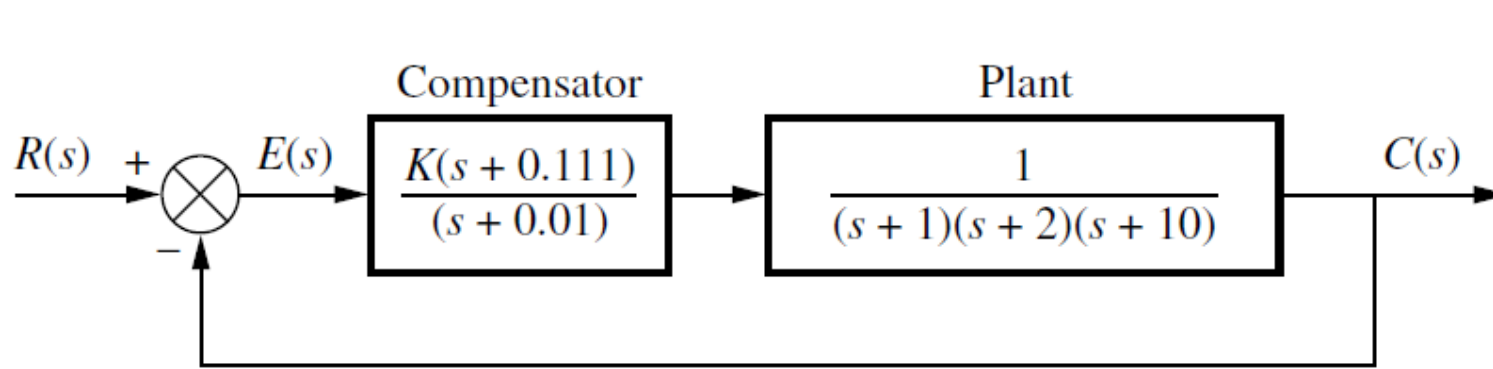 Compensator
Plant
R(s)
+
E(s)
K(s + 0.111)
(s + 0.01)
1
(s + 1)(s + 2)(s + 10)
C(s)
−